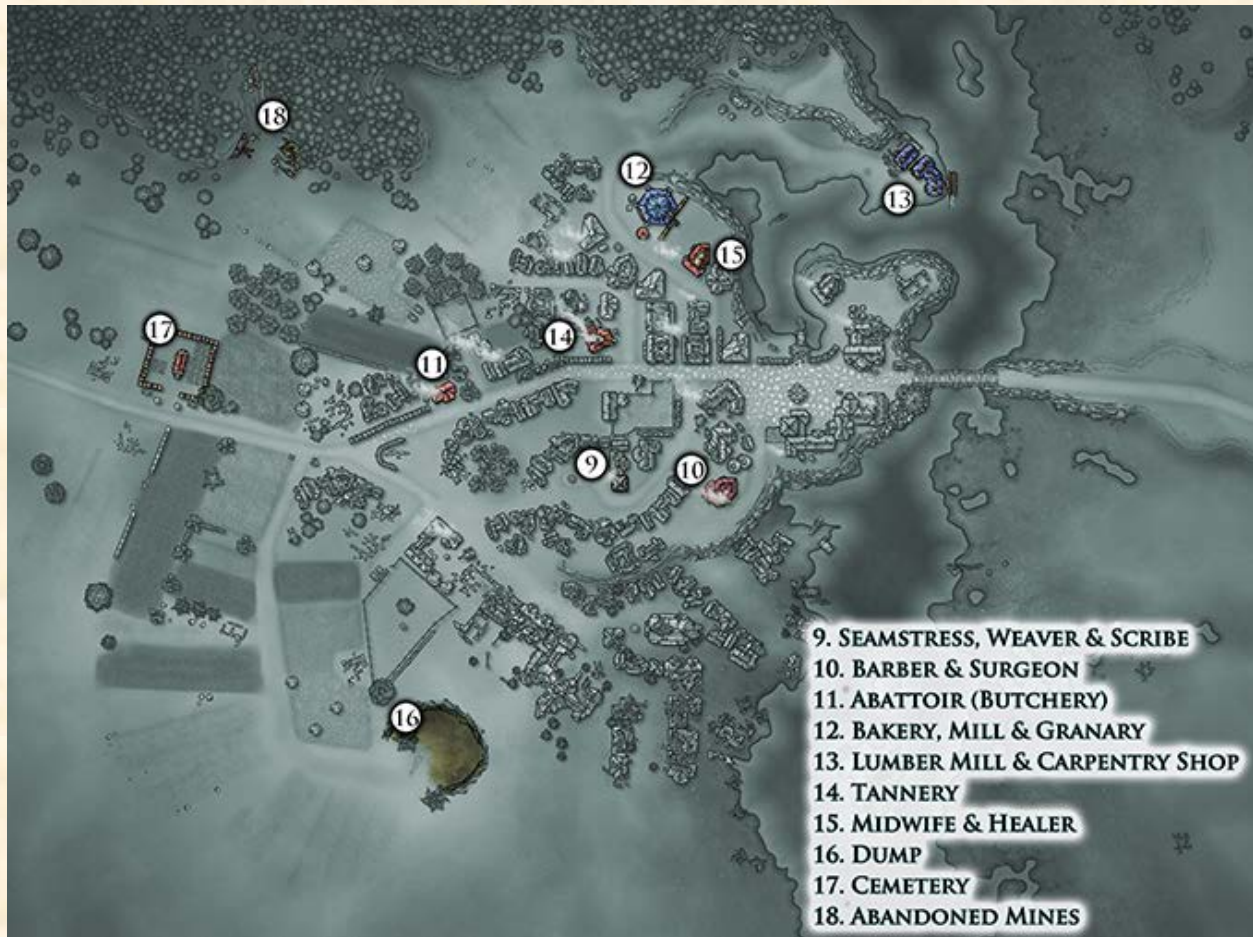 18
12
13
15
17
14
11
9
10
16
9. Seamstress, Weaver & Scribe
10. Barber & Surgeon
11. Abattoir (Butchery)
12. Bakery, Mill & Granary
13. Lumber Mill & Carpentry Shop
14. Tannery
15. Midwife & Healer
16. Dump
17. Cemetery
18. Abandoned Mines